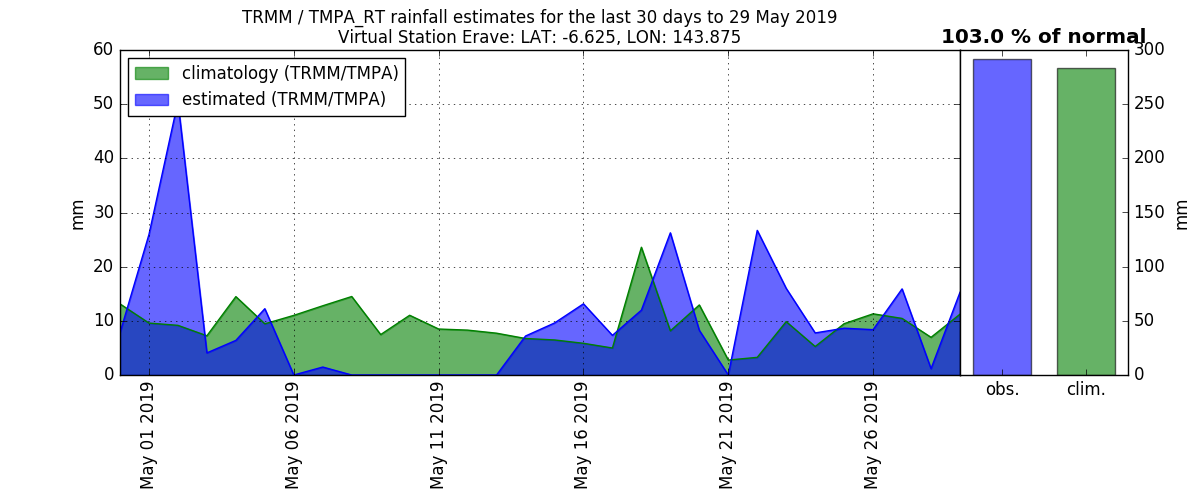 TRMM / TMPA_RT rainfall estimates for the last 30 days to 29 May 2019
Virtual Station Erave: LAT: -6.625, LON: 143.875
103.0 % of normal
climatology (TRMM/TMPA)
estimated (TRMM/TMPA)
60
50
40
30
20
10
0
mm
May 01 2019
May 06 2019
May 11 2019
May 16 2019
May 21 2019
May 26 2019
300
250
200
150
100
50
0
mm
obs.
clim.